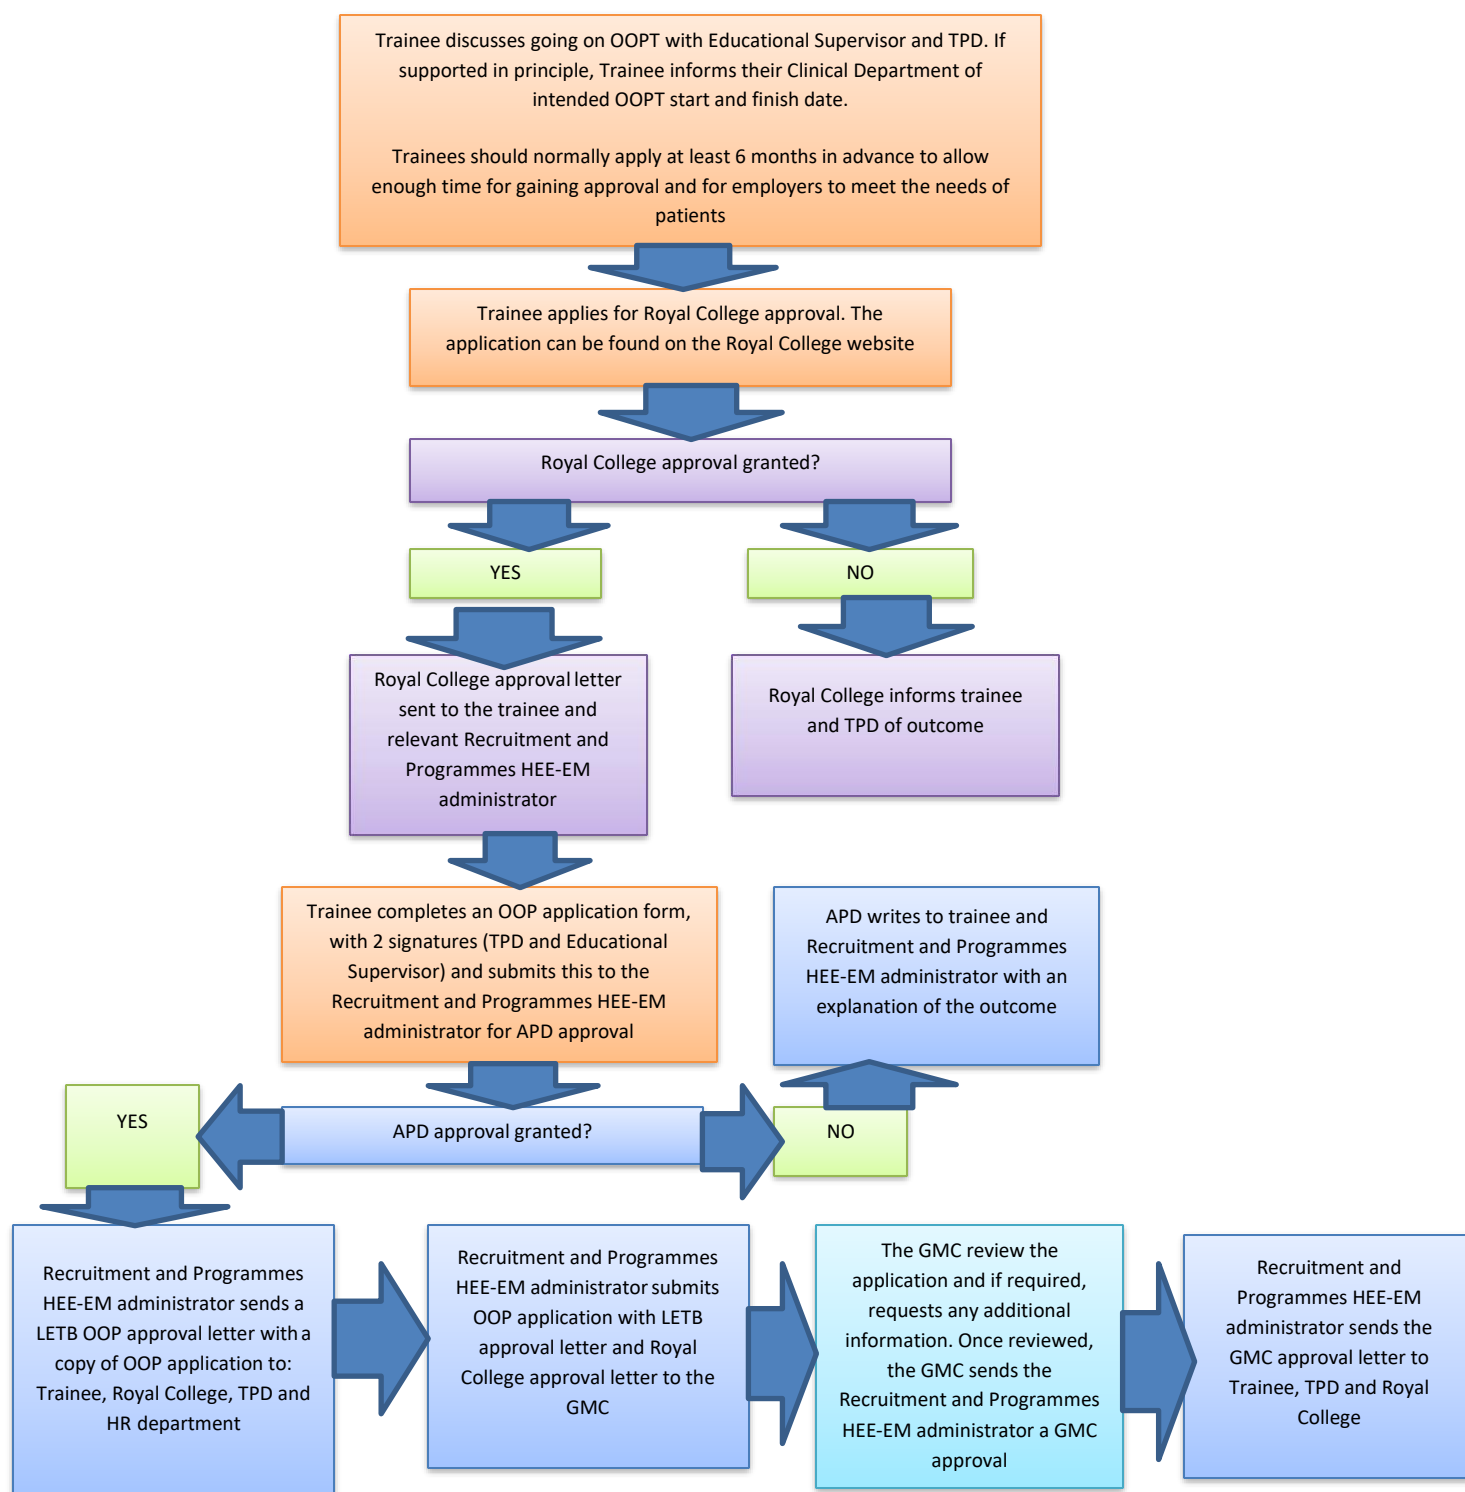 Trainee discusses going on OOPT with Educational Supervisor and TPD. If
supported in principle, Trainee informs their Clinical Department of
intended OOPT start and finish date.
Trainees should normally apply at least 6 months in advance to allow
enough time for gaining approval and for employers to meet the needs of
patients
Trainee applies for Royal College approval. The
application can be found on the Royal College website
Royal College approval granted?
YES
NO
Royal College approval letter
sent to the trainee and
relevant Recruitment and
Programmes HEE-EM
administrator
Royal College informs trainee
and TPD of outcome
Trainee completes an OOP application form,
with 2 signatures (TPD and Educational
Supervisor) and submits this to the
Recruitment and Programmes HEE-EM
administrator for APD approval
APD writes to trainee and
Recruitment and Programmes
HEE-EM administrator with an
explanation of the outcome
YES
APD approval granted?
NO
Recruitment and Programmes
HEE-EM administrator sends a
LETB OOP approval letter with a
copy of OOP application to:
Trainee, Royal College, TPD and
HR department
Recruitment and Programmes
HEE-EM administrator submits
OOP application with LETB
approval letter and Royal
College approval letter to the
GMC
The GMC review the
application and if required,
requests any additional
information. Once reviewed,
the GMC sends the
Recruitment and Programmes
HEE-EM administrator a GMC
approval
Recruitment and
Programmes HEE-EM
administrator sends the
GMC approval letter to
Trainee, TPD and Royal
College